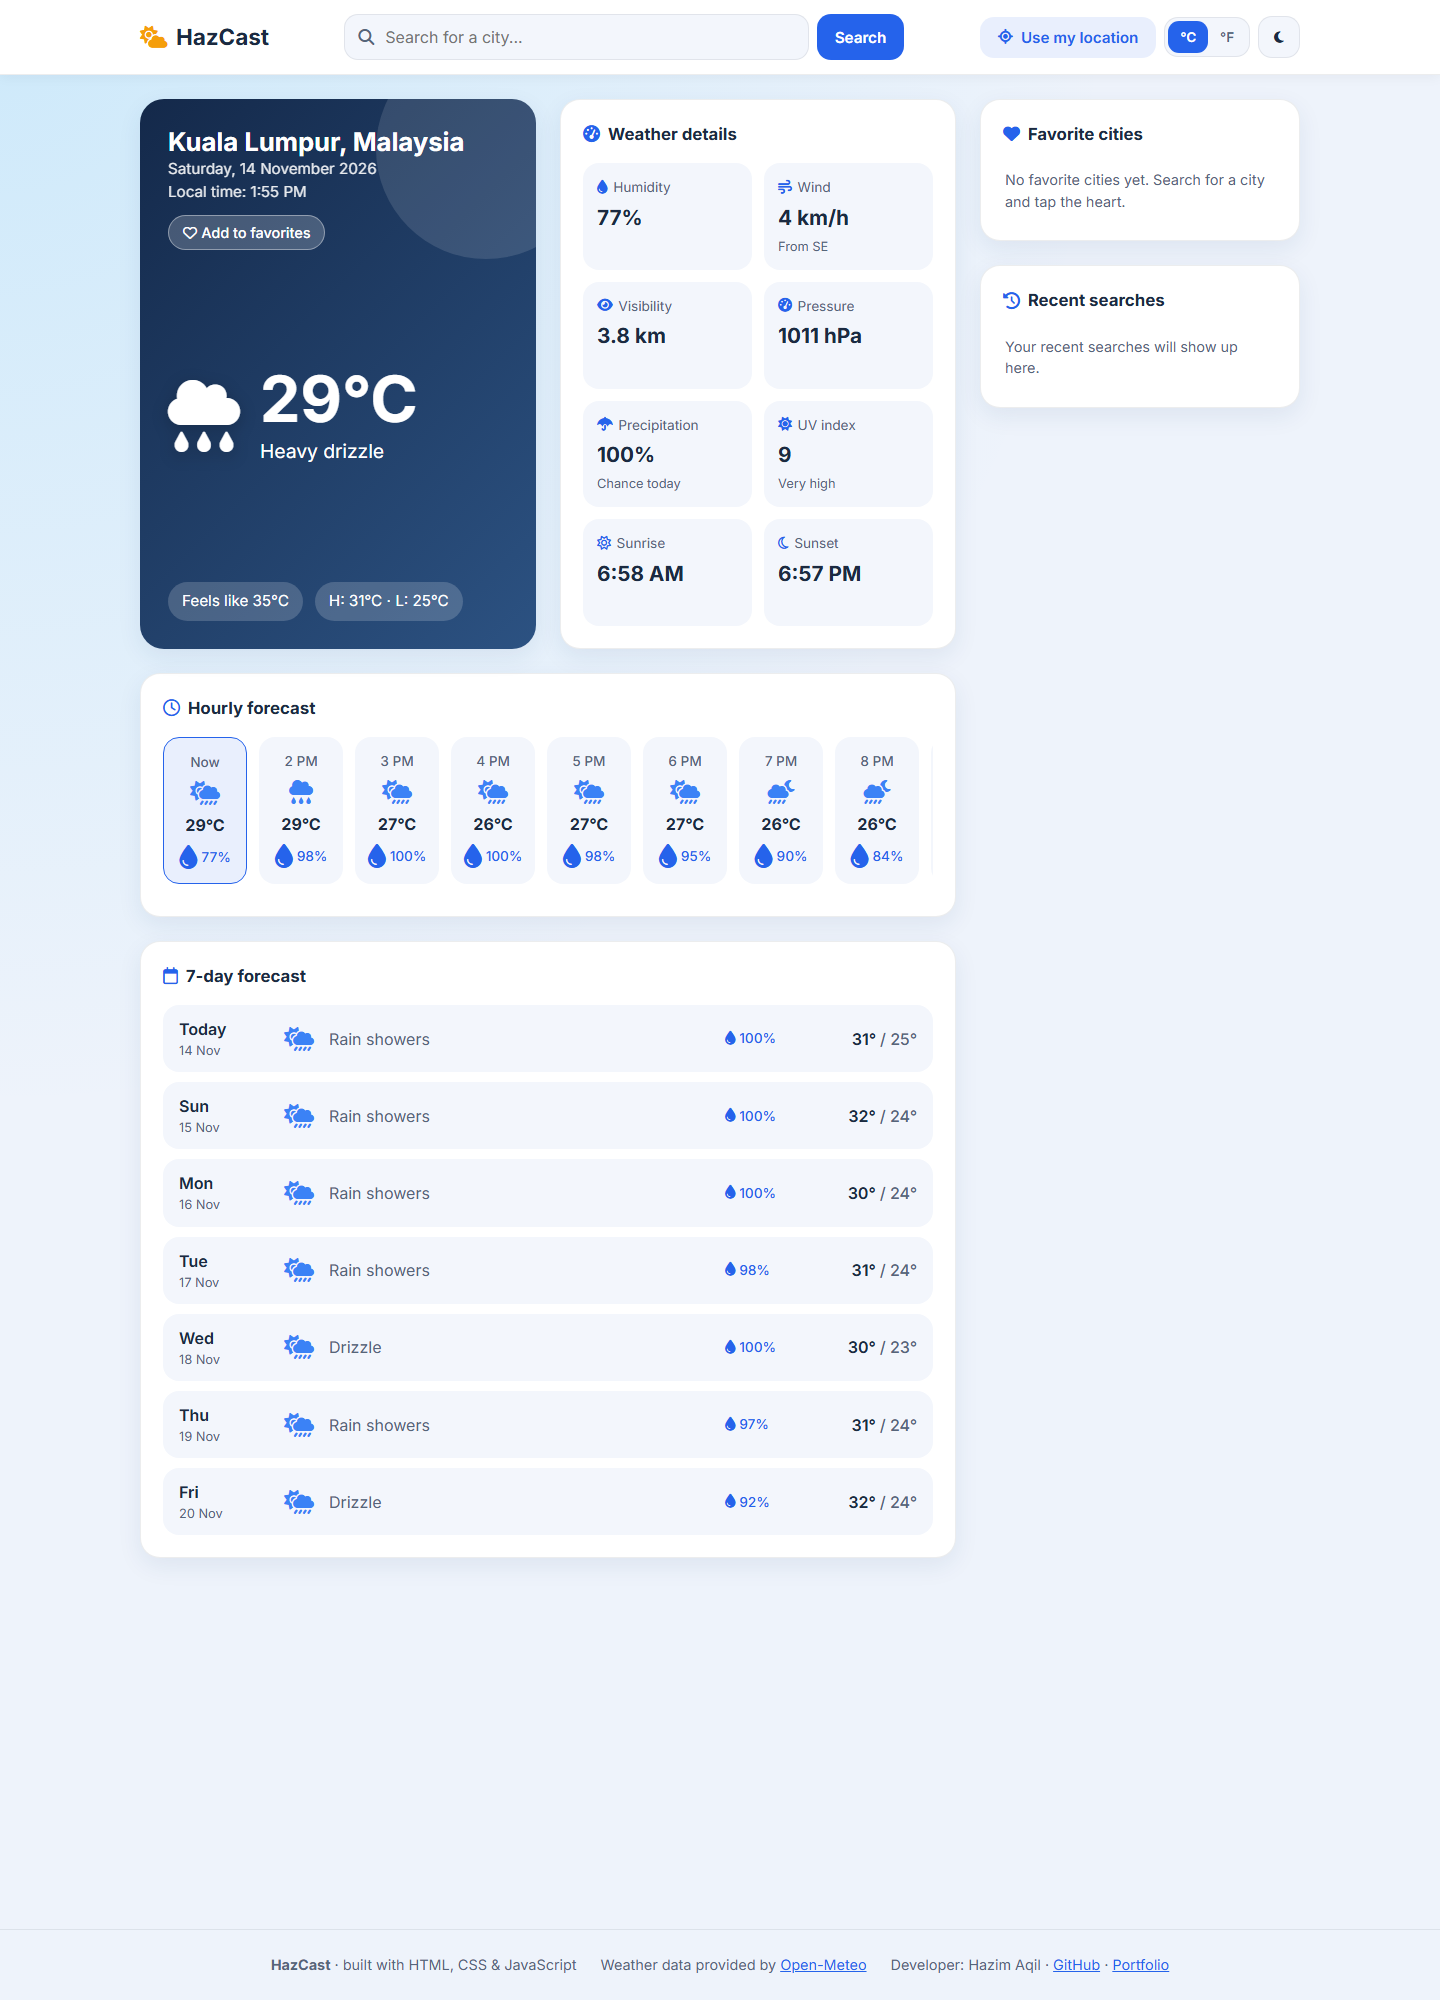 HazCast
Search for a city...
Search
Use my location
°C
°F
Kuala Lumpur, Malaysia
Saturday, 14 November 2026
Local time: 1:55 PM
Add to favorites
29°C
Heavy drizzle
Feels like 35°C
H: 31°C · L: 25°C
Weather details
Humidity
77%
Wind
4 km/h
From SE
Visibility
3.8 km
Pressure
1011 hPa
Precipitation
100%
Chance today
UV index
9
Very high
Sunrise
6:58 AM
Sunset
6:57 PM
Favorite cities
No favorite cities yet. Search for a city
and tap the heart.
Recent searches
Your recent searches will show up
here.
Hourly forecast
Now
29°C
77%
2 PM
29°C
98%
3 PM
27°C
100%
4 PM
26°C
100%
5 PM
27°C
98%
6 PM
27°C
95%
7 PM
26°C
90%
8 PM
26°C
84%
7-day forecast
Today
14 Nov
Rain showers
100%
31° / 25°
Sun
15 Nov
Rain showers
100%
32° / 24°
Mon
16 Nov
Rain showers
100%
30° / 24°
Tue
17 Nov
Rain showers
98%
31° / 24°
Wed
18 Nov
Drizzle
100%
30° / 23°
Thu
19 Nov
Rain showers
97%
31° / 24°
Fri
20 Nov
Drizzle
92%
32° / 24°
HazCast · built with HTML, CSS & JavaScript
Weather data provided by Open-Meteo
Developer: Hazim Aqil · GitHub · Portfolio